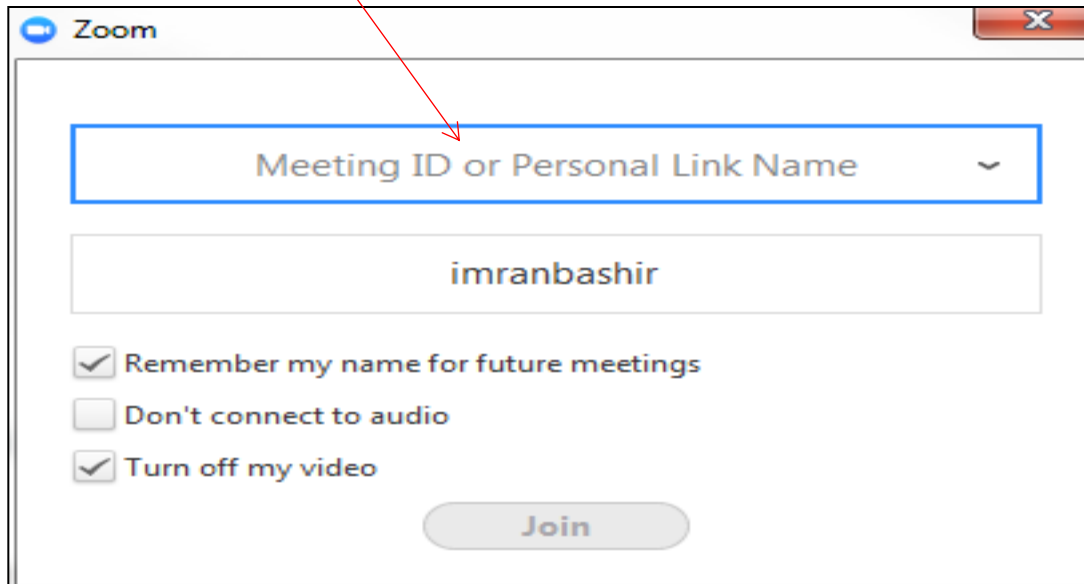 Zoom
Meeting ID or Personal Link Name
imranbashir
Remember my name for future meetings
Don't connect to audio
Turn off my video
Join